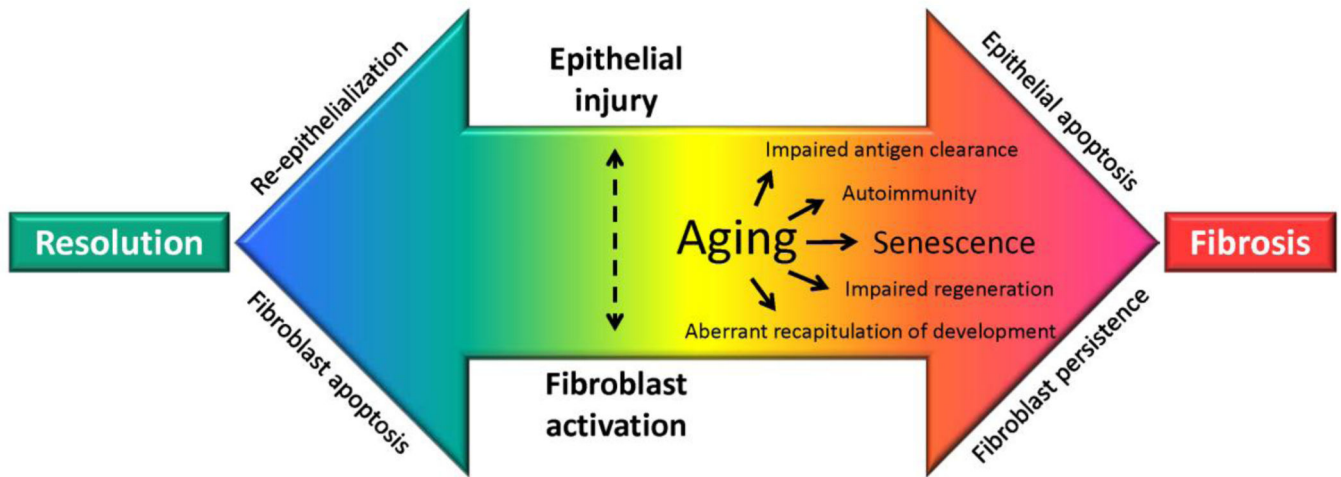 Epithelial
injury
Re-epithelialization
Epithelial apoptosis
Impaired antigen clearance
Autoimmunity
Resolution
Aging
Senescence
Fibrosis
Impaired regeneration
Aberrant recapitulation of development
Fibroblast apoptosis
Fibroblast
activation
Fibroblast persistence